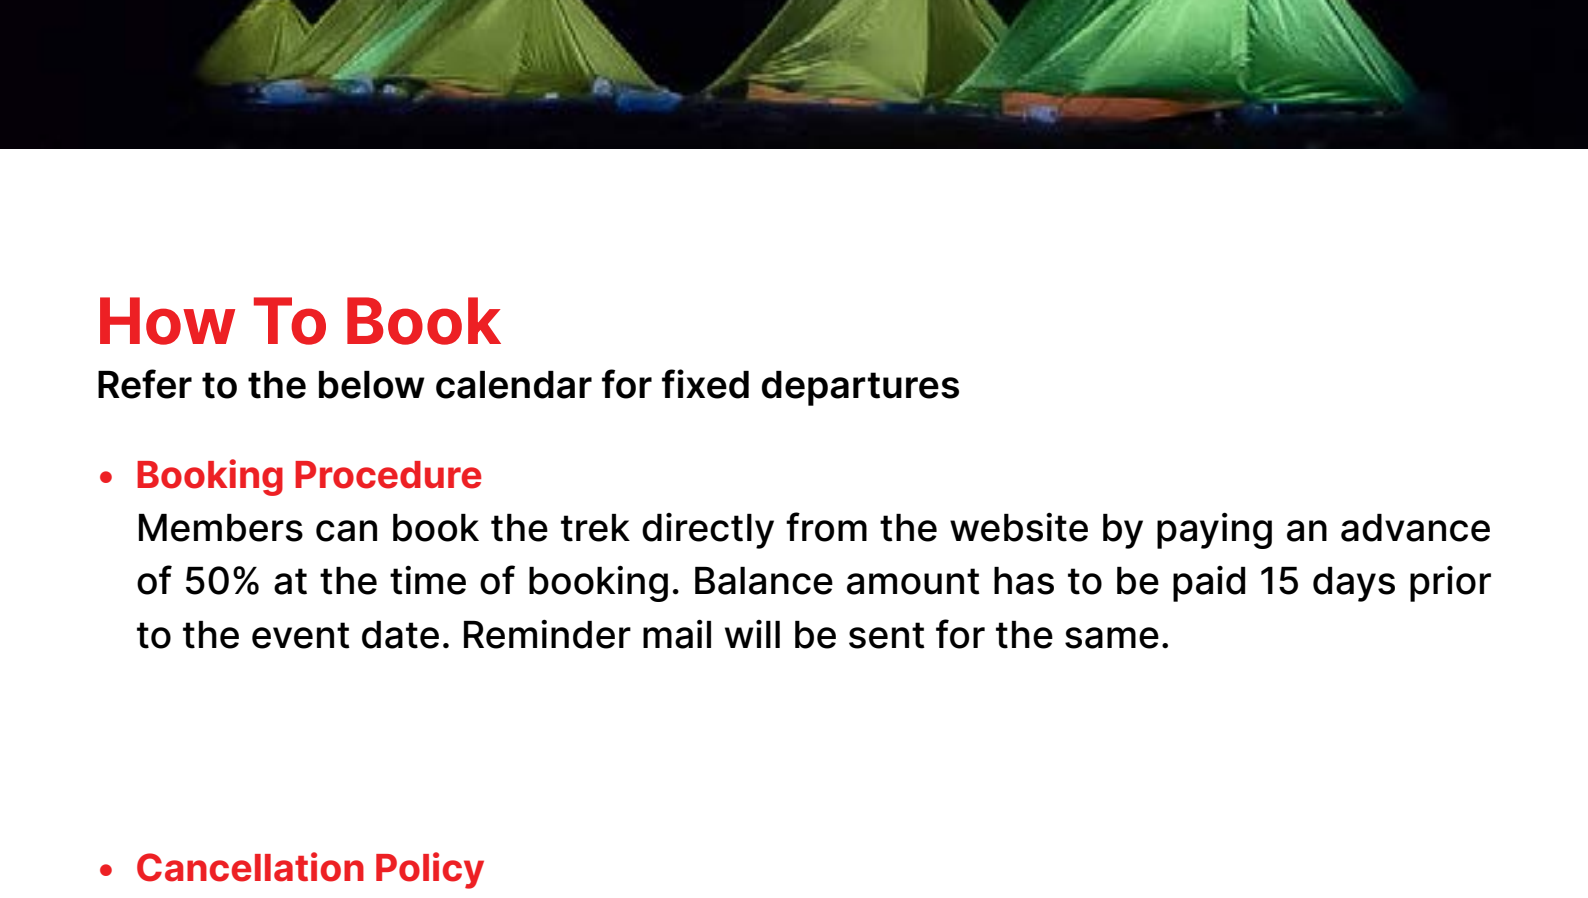 How To Book
Refer to the below calendar for fixed departures
• Booking Procedure
Members can book the trek directly from the website by paying an advance
of 50% at the time of booking. Balance amount has to be paid 15 days prior
to the event date. Reminder mail will be sent for the same.
• Cancellation Policy